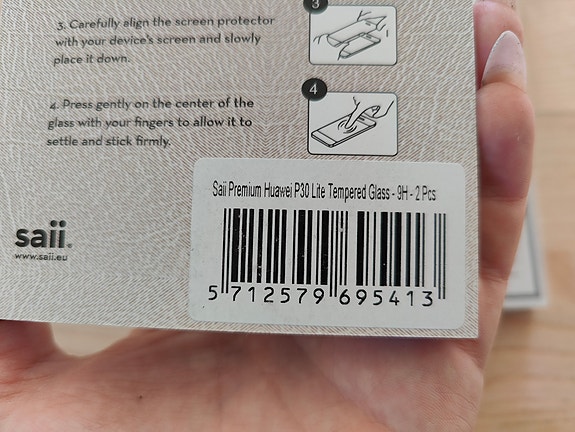 3. Carefully align the screen protector
with your device's screen and slowly
place it down.
3
4. Press gently on the center of the
glass with your fingers to allow it to
settle and stick firmly.
4
Saii Premium Huawei P30 Lite Tempered Glass - 9H - 2 Pcs
5 712579 695413
saii.
www.saii.eu